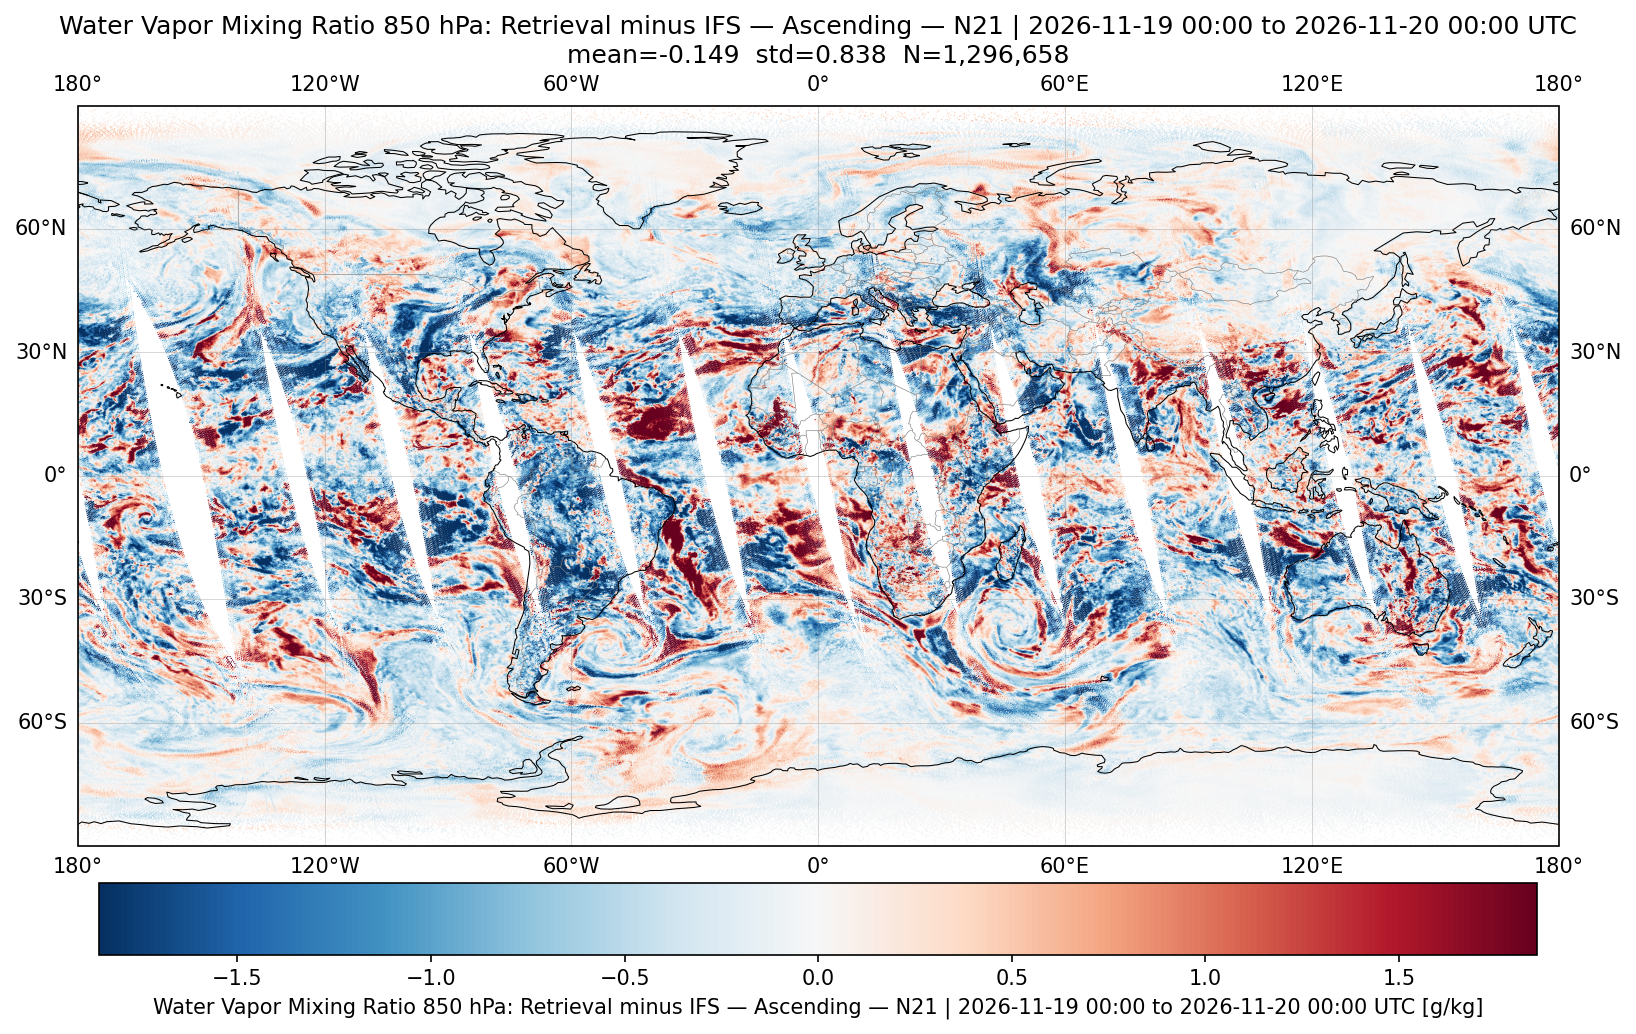 Water Vapor Mixing Ratio 850 hPa: Retrieval minus IFS — Ascending — N21 | 2026-11-19 00:00 to 2026-11-20 00:00 UTC
mean=-0.149  std=0.838  N=1,296,658
180° 120°W 60°W 0° 60°E 120°E 180°
60°N 60°N
30°N 30°N
0° 0°
30°S 30°S
60°S 60°S
180° 120°W 60°W 0° 60°E 120°E 180°
−1.5 −1.0 −0.5 0.0 0.5 1.0 1.5
Water Vapor Mixing Ratio 850 hPa: Retrieval minus IFS — Ascending — N21 | 2026-11-19 00:00 to 2026-11-20 00:00 UTC [g/kg]